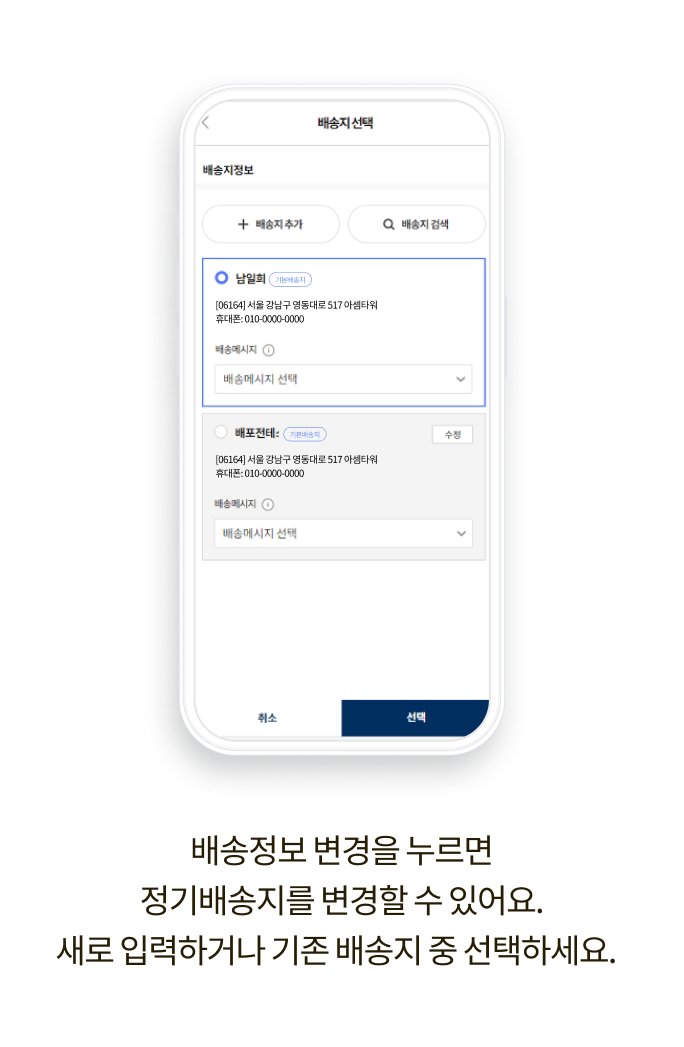 배송지 선택
배송지정보
배송지 추가
배송지 검색
남일희 기본배송지
[06164] 서울 강남구 영동대로 517 아셈타워
휴대폰: 010-0000-0000
배송메시지
배송메시지 선택
배포전테스 기본배송지
수정
[06164] 서울 강남구 영동대로 517 아셈타워
휴대폰: 010-0000-0000
배송메시지
배송메시지 선택
취소
선택
배송정보 변경을 누르면
정기배송지를 변경할 수 있어요.
새로 입력하거나 기존 배송지 중 선택하세요.